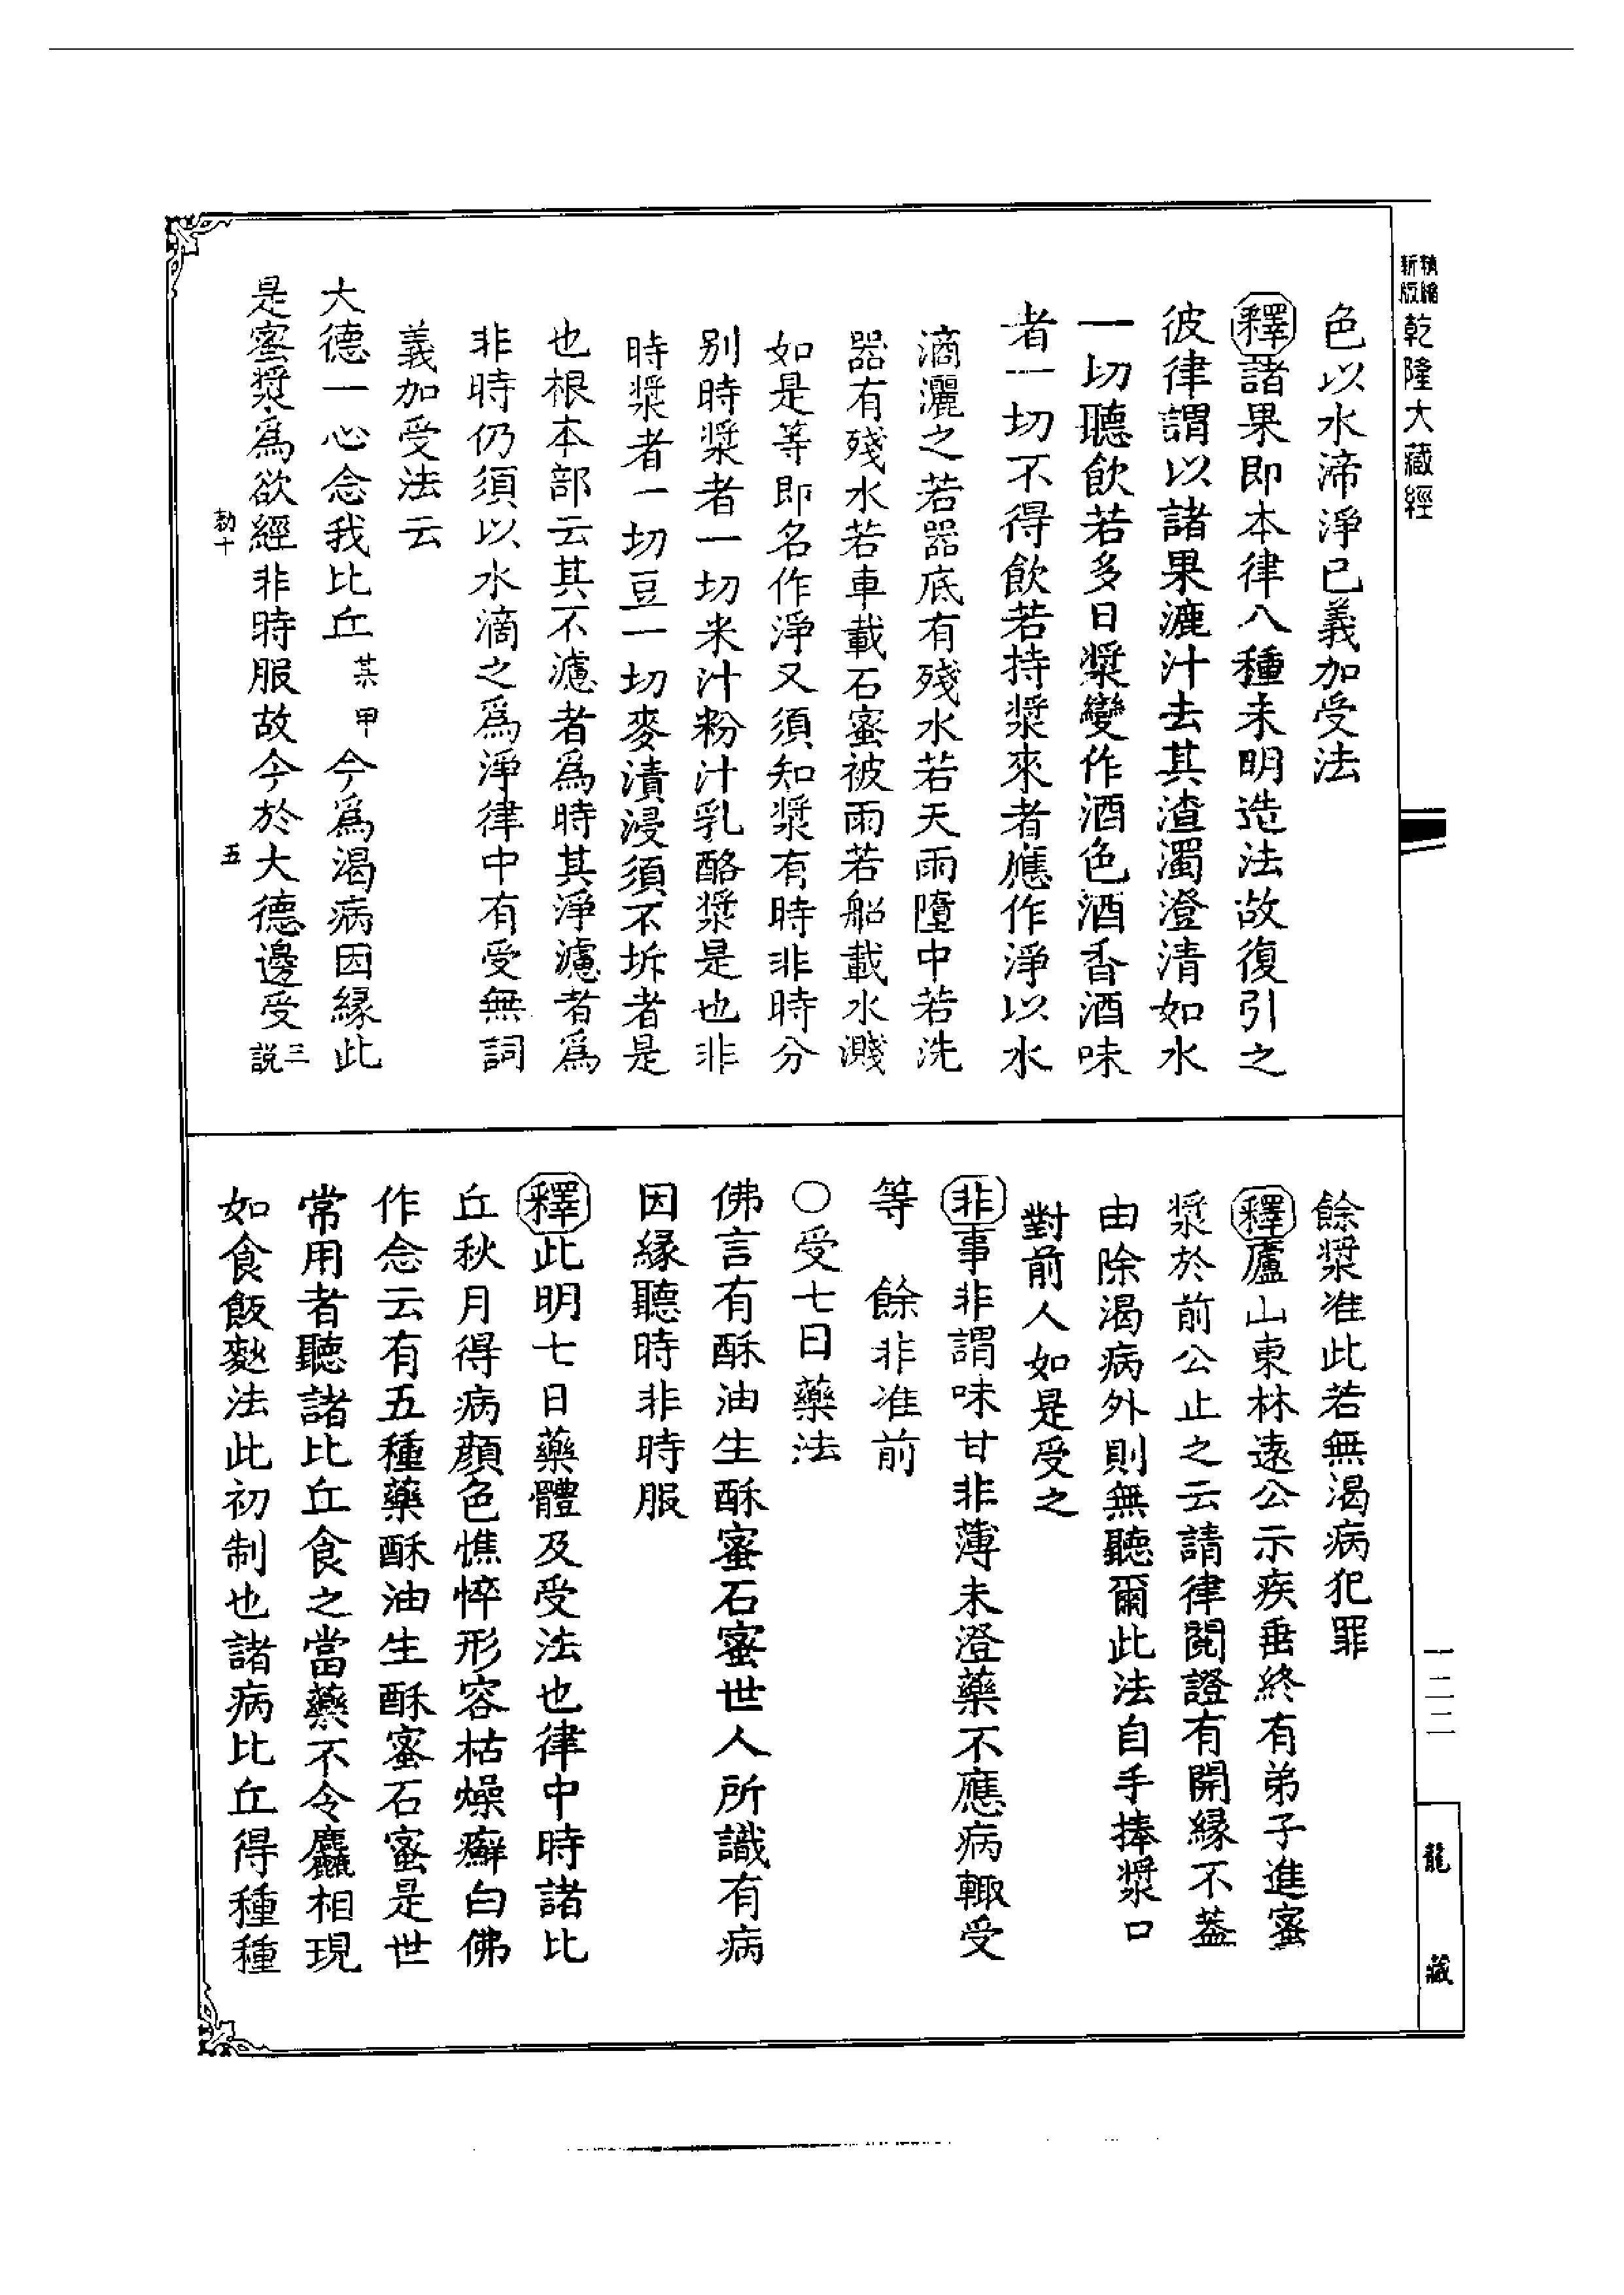 精編
新版
乾隆大藏經
色以水渧淨已義加受法
釋諸果即本律八種未明造法故復引之
彼律謂以諸果漉汁去其渣濁澄清如水
一切聽飲若多日漿變作酒色酒香酒味
者一切不得飲若持漿來者應作淨以水
滴灑之若器底有殘水若天雨墮中若洗
器有殘水若車載石蜜被雨若船載水濺
如是等即名作淨又須知漿有時非時分
别時漿者一切米汁粉汁乳酪漿是也非
時漿者一切豆一切麥漬浸須不坼者是
也根本部云其不濾者為時其淨濾者為
非時仍須以水滴之為淨律中有受無詞
義加受法云
大德一心念我比丘某甲今為渴病因緣此
是蜜漿為欲經非時服故今於大德邊受三說
勒十
五
餘漿准此若無渴病犯罪
釋廬山東林遠公示疾垂終有弟子進蜜
漿於前公止之云請律閱證有開緣不葢
由除渴病外則無聽爾此法自手捧漿口
對前人如是受之
非事非謂味甘非薄未澄藥不應病輙受
等　餘非准前
○受七日藥法
佛言有酥油生酥蜜石蜜世人所識有病
因緣聽時非時服
釋此明七日藥體及受法也律中時諸比
丘秋月得病顔色憔悴形容枯燥癬白佛
作念云有五種藥酥油生酥蜜石蜜是世
常用者聽諸比丘食之當藥不令麤相現
如食飯麨法此初制也諸病比丘得種種
一二二
龍
藏